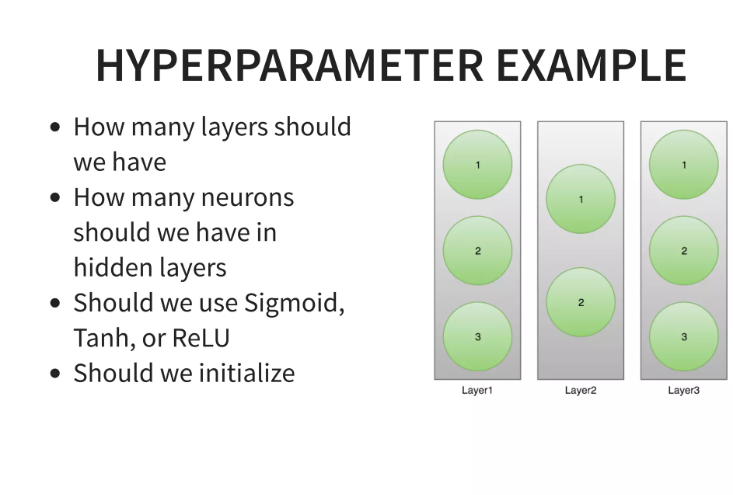 HYPERPARAMETER EXAMPLE
• How many layers should
we have
• How many neurons
should we have in
hidden layers
• Should we use Sigmoid,
Tanh, or ReLU
• Should we initialize
1
2
3
Layer1
1
2
Layer2
1
2
3
Layer3